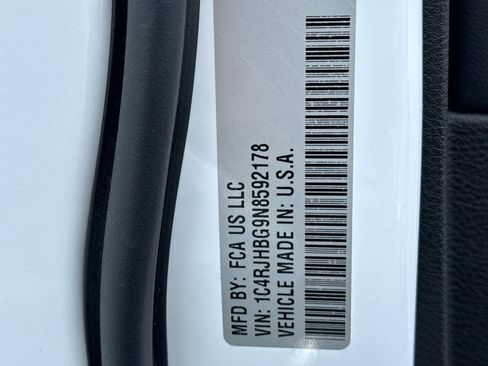 MFD BY: FCA US LLC
VIN: 1C4RJHBG9N8592178
VEHICLE MADE IN: U.S.A.